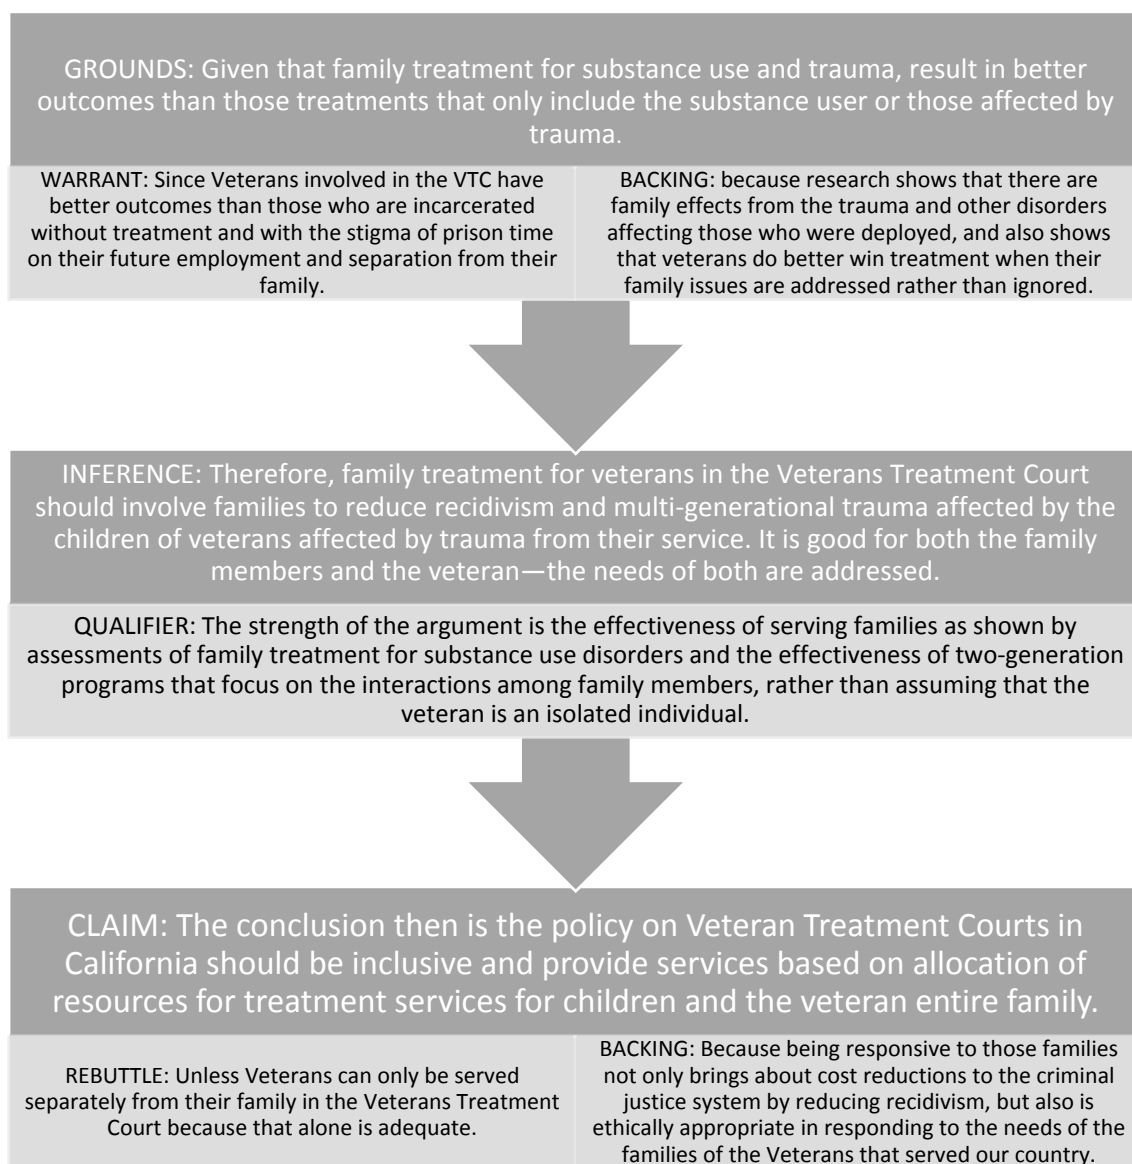 GROUNDS: Given that family treatment for substance use and trauma, result in better
outcomes than those treatments that only include the substance user or those affected by
trauma.
WARRANT: Since Veterans involved in the VTC have
better outcomes than those who are incarcerated
without treatment and with the stigma of prison time
on their future employment and separation from their
family.
BACKING: because research shows that there are
family effects from the trauma and other disorders
affecting those who were deployed, and also shows
that veterans do better win treatment when their
family issues are addressed rather than ignored.
INFERENCE: Therefore, family treatment for veterans in the Veterans Treatment Court
should involve families to reduce recidivism and multi-generational trauma affected by the
children of veterans affected by trauma from their service. It is good for both the family
members and the veteran—the needs of both are addressed.
QUALIFIER: The strength of the argument is the effectiveness of serving families as shown by
assessments of family treatment for substance use disorders and the effectiveness of two-generation
programs that focus on the interactions among family members, rather than assuming that the
veteran is an isolated individual.
CLAIM: The conclusion then is the policy on Veteran Treatment Courts in
California should be inclusive and provide services based on allocation of
resources for treatment services for children and the veteran entire family.
REBUTTLE: Unless Veterans can only be served
separately from their family in the Veterans Treatment
Court because that alone is adequate.
BACKING: Because being responsive to those families
not only brings about cost reductions to the criminal
justice system by reducing recidivism, but also is
ethically appropriate in responding to the needs of the
families of the Veterans that served our country.